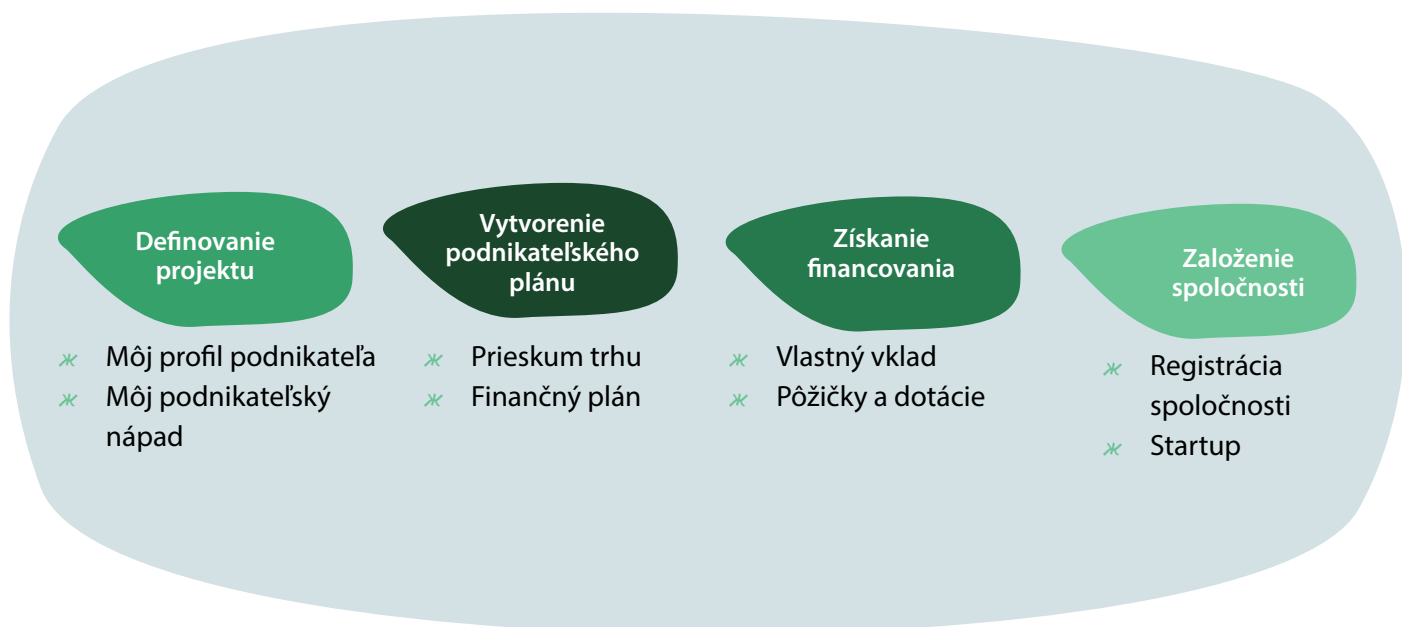 Definovanie
projektu
Môj profil podnikateľa
Môj podnikateľský
nápad
Vytvorenie
podnikateľského
plánu
Prieskum trhu
Finančný plán
Získanie
financovania
Vlastný vklad
Pôžičky a dotácie
Založenie
spoločnosti
Registrácia
spoločnosti
Startup